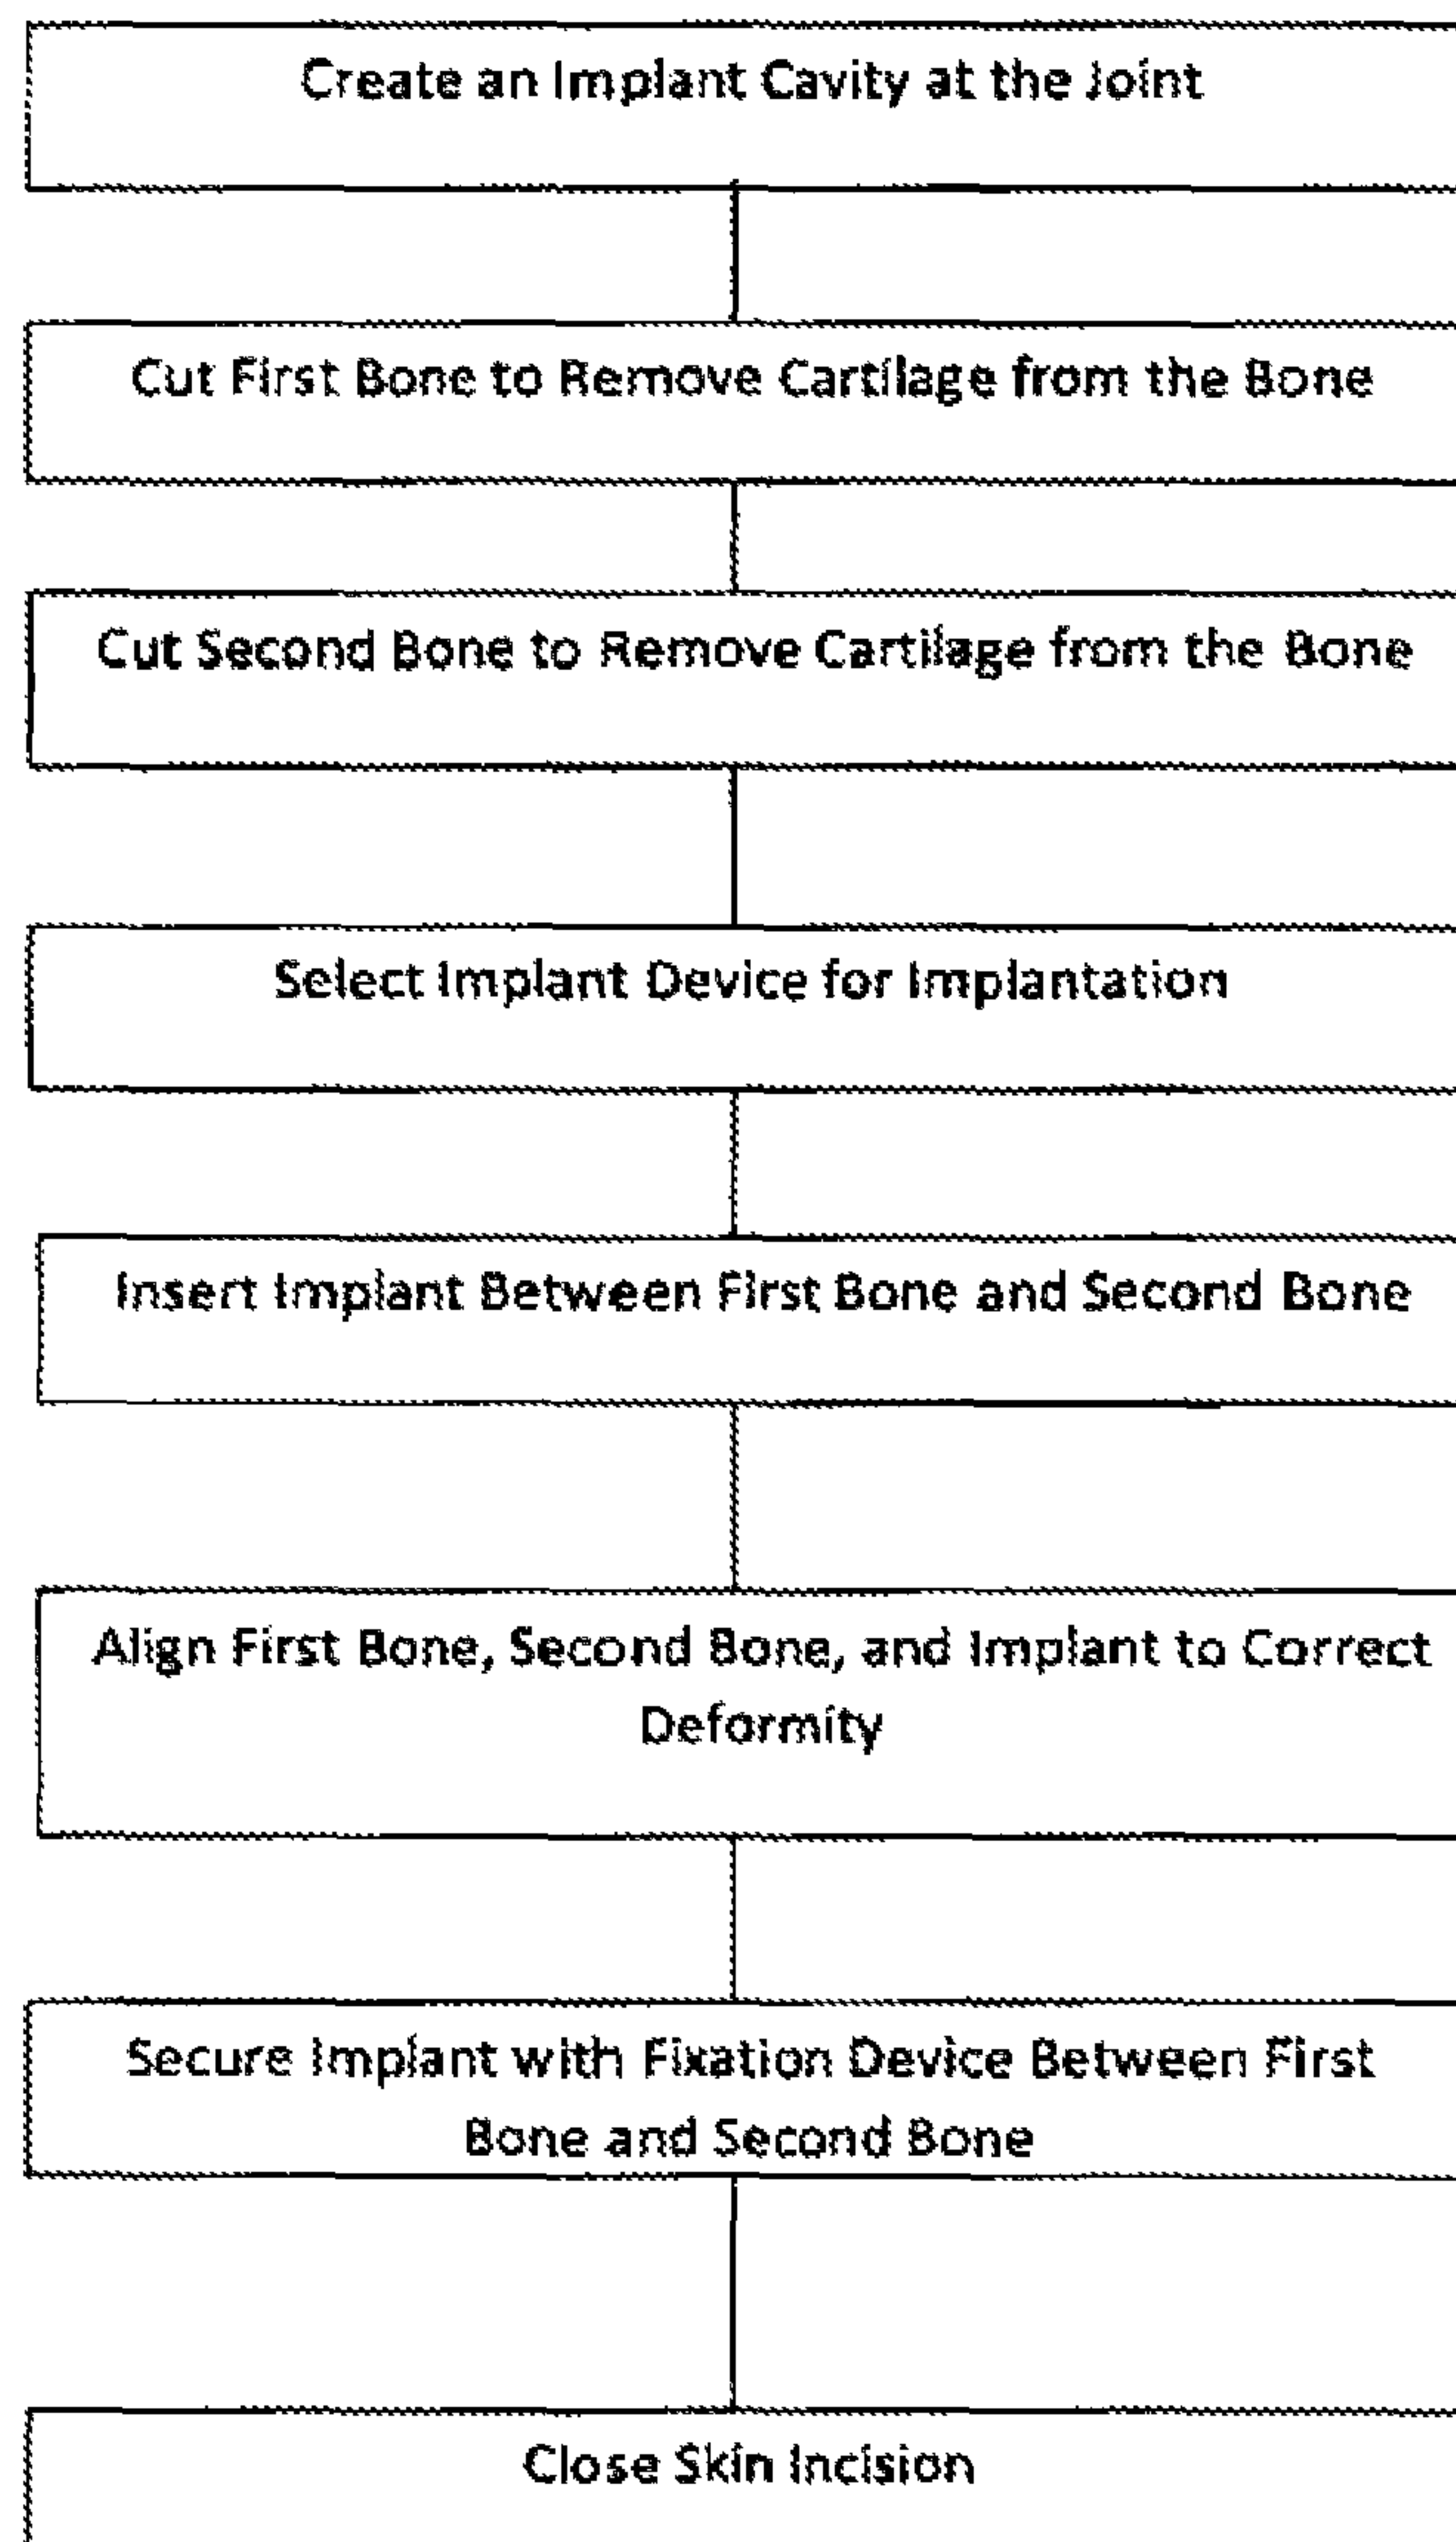 Create an Implant Cavity at the Joint
Cut First Bone to Remove Cartilage from the Bone
Cut Second Bone to Remove Cartilage from the Bone
Select Implant Device for Implantation
Insert Implant Between First Bone and Second Bone
Align First Bone, Second Bone, and Implant to Correct
Deformity
Secure Implant with Fixation Device Between First
Bone and Second Bone
Close Skin Incision